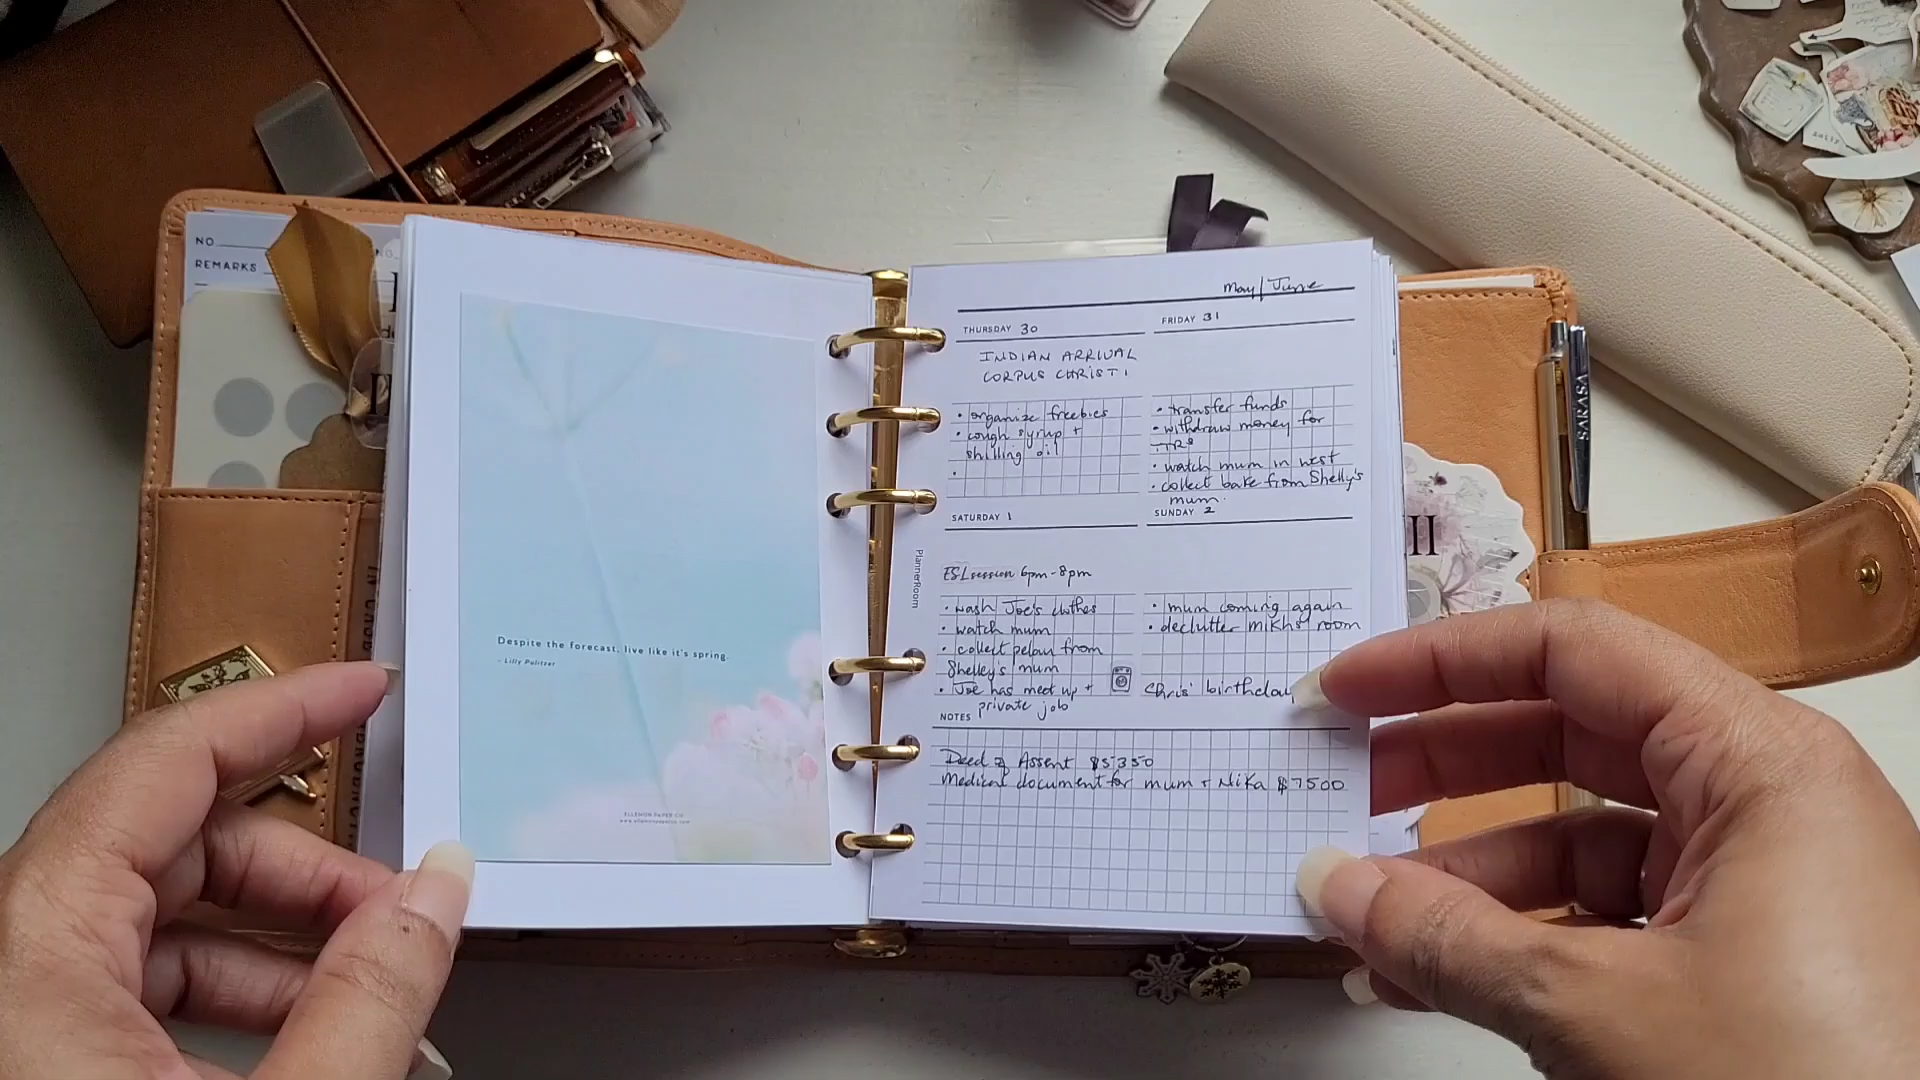 NO.
REMARKS
Despite the forecast, live like it's spring.
- Lilly Pulitzer
ELLEMON PAPER CO
May/June
THURSDAY 30
INDIAN ARRIVAL
CORPUS CHRISTI
• organize freebies
• cough syrup +
shilling oil
•
FRIDAY 31
• transfer funds
• withdraw money for
• watch mum in west
• collect bake from Shelly's
mum.
SATURDAY 1
ESL session 6pm-8pm
• wash Joe's clothes
• watch mum
• collect pelau from
Shelley's mum
• Joe has meet up +
private job
SUNDAY 2
• mum coming again
• declutter mikhs room
Chris' birthday
NOTES
Deed of Assent $5350
Medical document for mum + Nika $7500
PlannerRoom
II
SARASA